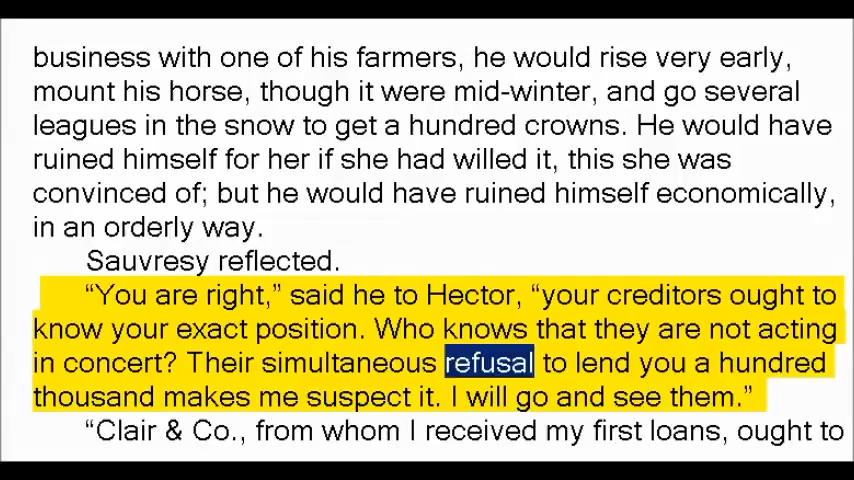 business with one of his farmers, he would rise very early,
mount his horse, though it were mid-winter, and go several
leagues in the snow to get a hundred crowns. He would have
ruined himself for her if she had willed it, this she was
convinced of; but he would have ruined himself economically,
in an orderly way.
Sauvresy reflected.
“You are right,” said he to Hector, “your creditors ought to
know your exact position. Who knows that they are not acting
in concert? Their simultaneous refusal to lend you a hundred
thousand makes me suspect it. I will go and see them.”
“Clair & Co., from whom I received my first loans, ought to